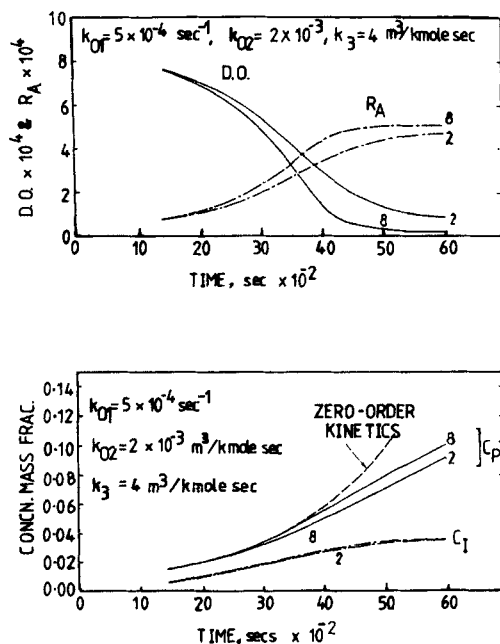 k01 = 5 × 10⁻⁴ sec⁻¹, k02 = 2 × 10⁻³, k3 = 4 m³/kmole sec
D.O.
RA
8
2
8
2
10
8
6
4
2
0
D.O. × 10⁴ & RA × 10⁴
0 10 20 30 40 50 60
TIME, sec × 10⁻²
k01 = 5 × 10⁻⁴ sec⁻¹
k02 = 2 × 10⁻³ m³/kmole sec
k3 = 4 m³/kmole sec
ZERO-ORDER
KINETICS
8
2
CP
8
2
CI
0·14
0·12
0·10
0·08
0·06
0·04
0·02
0·00
CONCN. MASS FRAC.
0 10 20 30 40 50 60
TIME, secs × 10⁻²